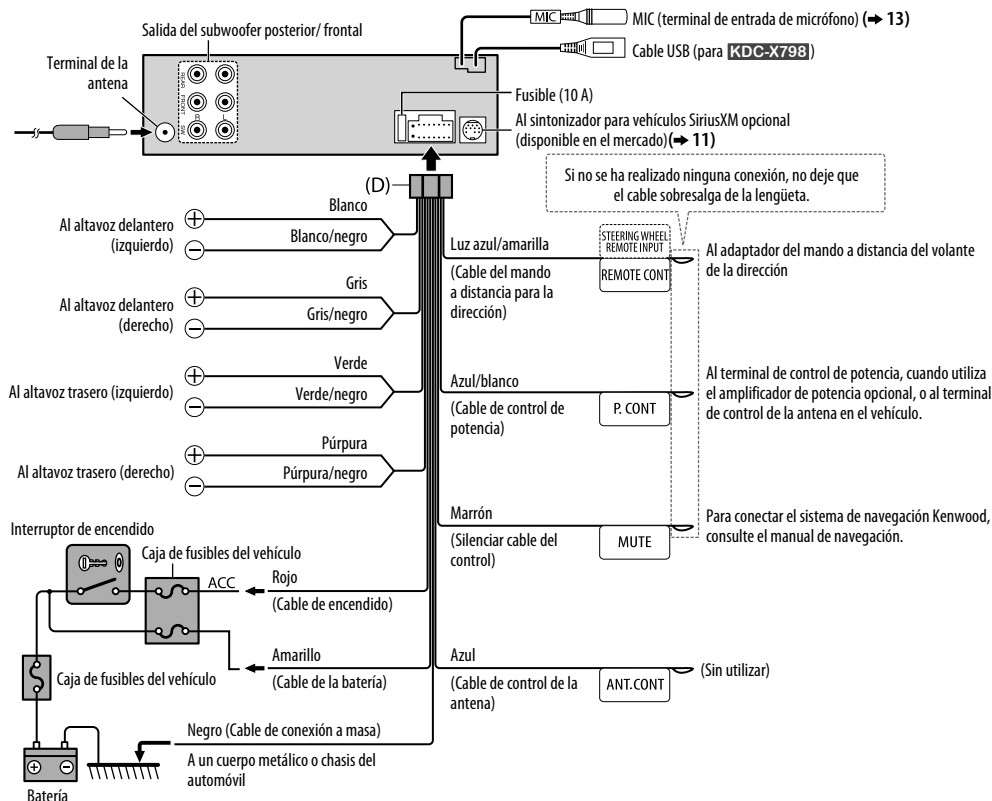 MIC
MIC (terminal de entrada de micrófono) (➜ 13)
Salida del subwoofer posterior/ frontal
Cable USB (para KDC-X798)
Terminal de la
antena
REAR
FRONT
R
L
SW
Fusible (10 A)
Al sintonizador para vehículos SiriusXM opcional
(disponible en el mercado)(➜ 11)
Si no se ha realizado ninguna conexión, no deje que
el cable sobresalga de la lengüeta.
(D)
Al altavoz delantero
(izquierdo)
+
Blanco
−
Blanco/negro
Luz azul/amarilla
(Cable del mando
a distancia para la
dirección)
STEERING WHEEL
REMOTE INPUT
REMOTE CONT
Al adaptador del mando a distancia del volante
de la dirección
Al altavoz delantero
(derecho)
+
Gris
−
Gris/negro
Al altavoz trasero (izquierdo)
+
Verde
−
Verde/negro
Azul/blanco
(Cable de control de
potencia)
P. CONT
Al terminal de control de potencia, cuando utiliza
el amplificador de potencia opcional, o al terminal
de control de la antena en el vehículo.
Al altavoz trasero (derecho)
+
Púrpura
−
Púrpura/negro
Marrón
(Silenciar cable del
control)
MUTE
Para conectar el sistema de navegación Kenwood,
consulte el manual de navegación.
Interruptor de encendido
Caja de fusibles del vehículo
ACC
Rojo
(Cable de encendido)
Caja de fusibles del vehículo
Amarillo
(Cable de la batería)
Azul
(Cable de control de la
antena)
ANT.CONT
(Sin utilizar)
Negro (Cable de conexión a masa)
A un cuerpo metálico o chasis del
automóvil
+
−
Batería